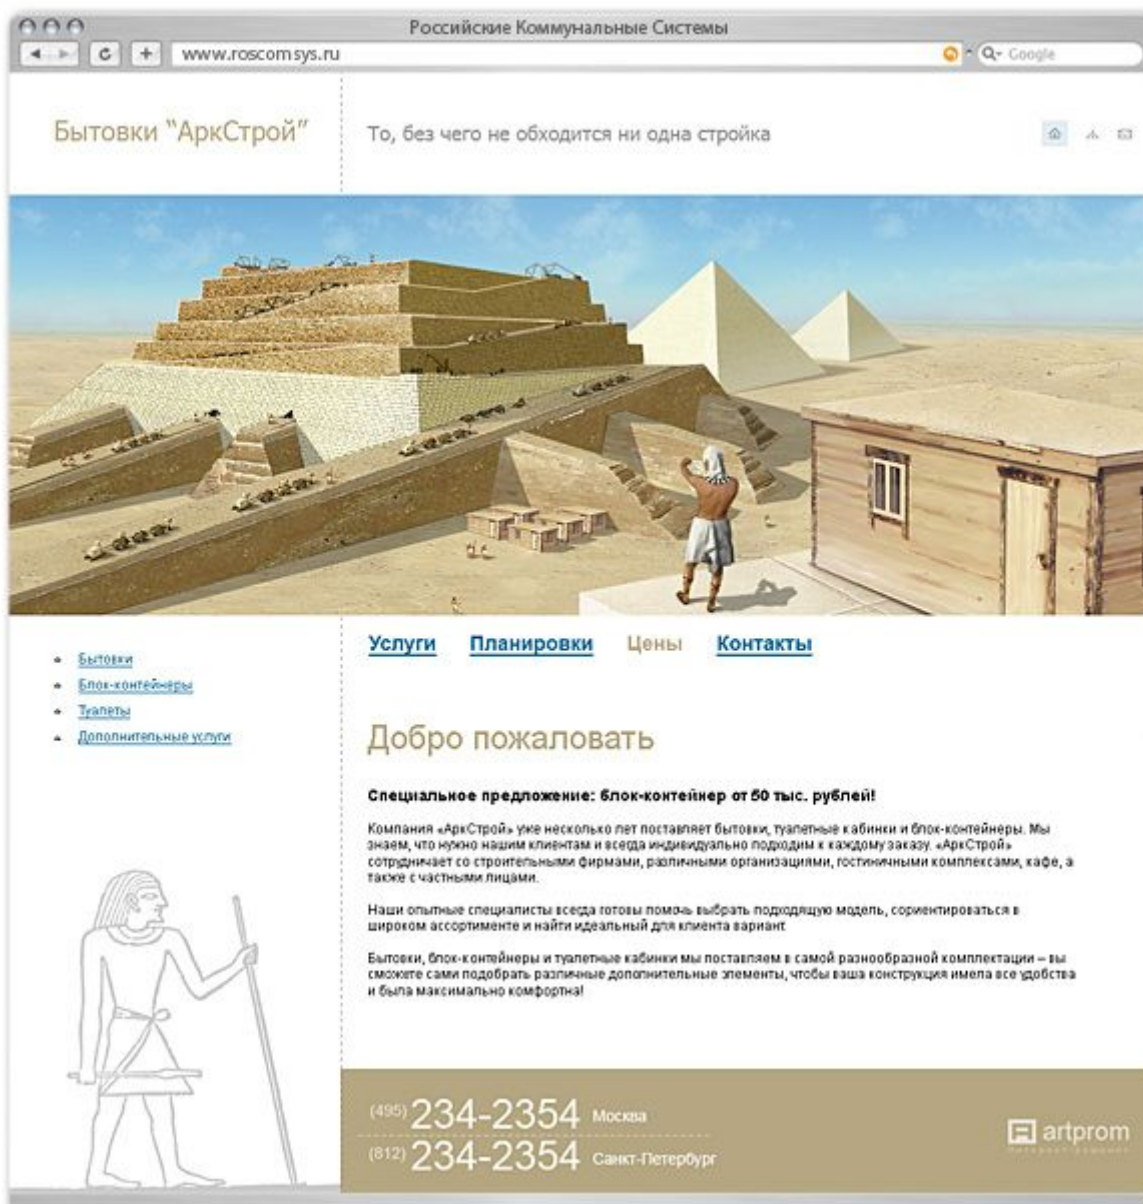 Российские Коммунальные Системы
www.roscomsys.ru
Google
Бытовки “АркСтрой”
То, без чего не обходится ни одна стройка
Услуги Планировки Цены Контакты
Бытовки
Блок-контейнеры
Туалеты
Дополнительные услуги
Добро пожаловать
Специальное предложение: блок-контейнер от 50 тыс. рублей!
Компания «АркСтрой» уже несколько лет поставляет бытовки, туалетные кабинки и блок-контейнеры. Мы
знаем, что нужно нашим клиентам и всегда индивидуально подходим к каждому заказу. «АркСтрой»
сотрудничает со строительными фирмами, различными организациями, гостиничными комплексами, кафе, а
также с частными лицами.
Наши опытные специалисты всегда готовы помочь выбрать подходящую модель, сориентироваться в
широком ассортименте и найти идеальный для клиента вариант
Бытовки, блок-контейнеры и туалетные кабинки мы поставляем в самой разнообразной комплектации – вы
сможете сами подобрать различные дополнительные элементы, чтобы ваша конструкция имела все удобства
и была максимально комфортна!
(495) 234-2354 Москва
(812) 234-2354 Санкт-Петербург
artprom